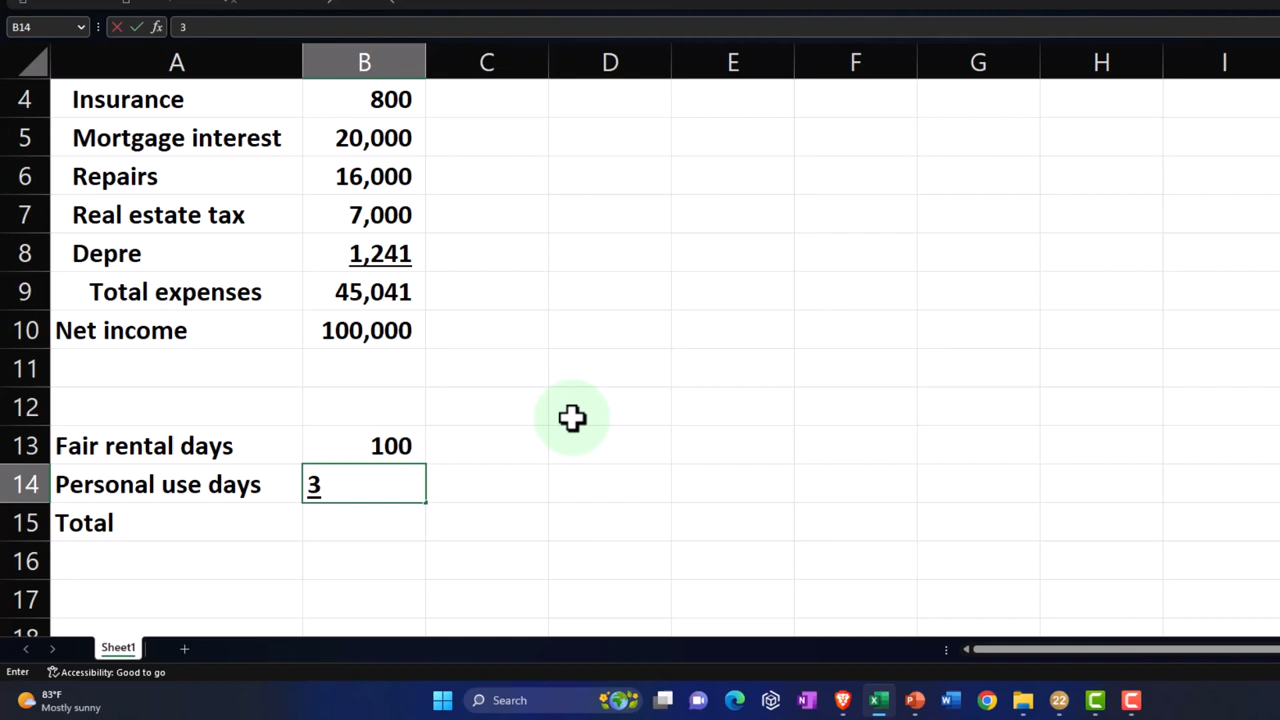 B14 fx 3
A B C D E F G H I
4 Insurance 800
5 Mortgage interest 20,000
6 Repairs 16,000
7 Real estate tax 7,000
8 Depre 1,241
9 Total expenses 45,041
10 Net income 100,000
11
12
13 Fair rental days 100
14 Personal use days 3
15 Total
16
17
Sheet1
Enter Accessibility: Good to go
83°F
Mostly sunny
Search
22